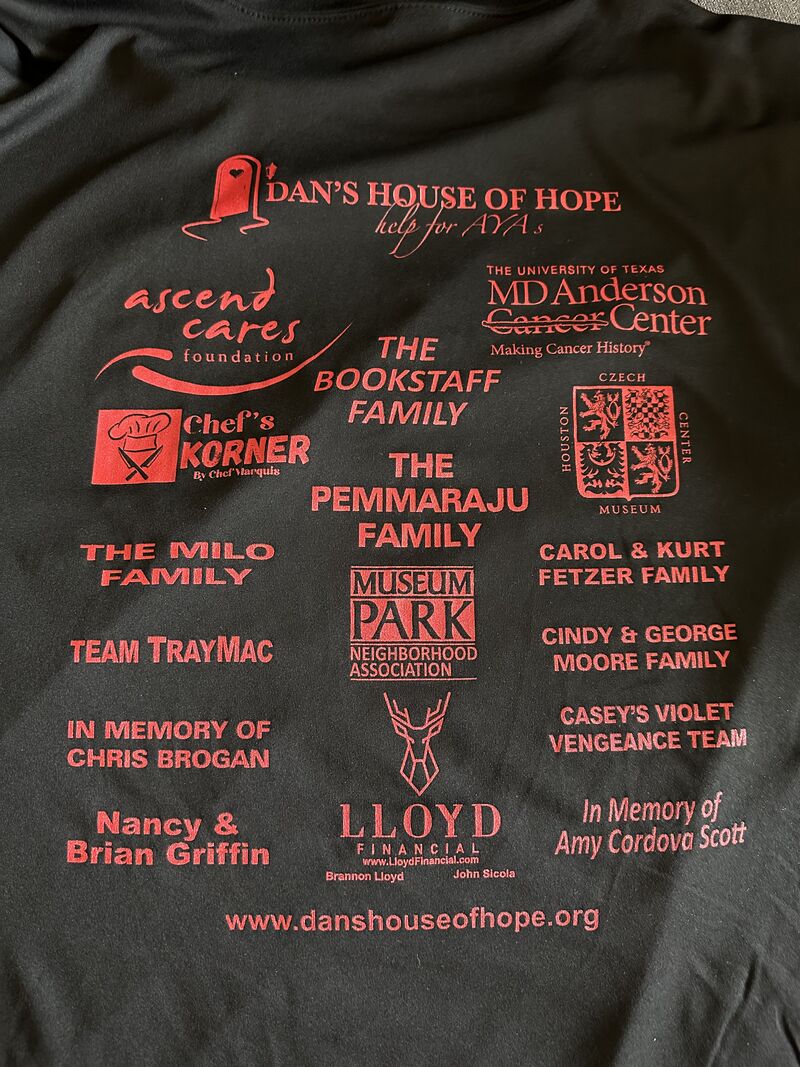 DAN'S HOUSE OF HOPE
help for AYAs
ascend
cares
foundation
THE UNIVERSITY OF TEXAS
MD Anderson
Cancer Center
Making Cancer History®
THE
BOOKSTAFF
FAMILY
Chef's
KORNER
By Chef Marquis
CZECH
HOUSTON
CENTER
MUSEUM
THE
PEMMARAJU
FAMILY
THE MILO
FAMILY
MUSEUM
PARK
NEIGHBORHOOD
ASSOCIATION
CAROL & KURT
FETZER FAMILY
TEAM TRAYMAC
CINDY & GEORGE
MOORE FAMILY
IN MEMORY OF
CHRIS BROGAN
CASEY'S VIOLET
VENGEANCE TEAM
Nancy &
Brian Griffin
LLOYD
FINANCIAL
www.LloydFinancial.com
Brannon Lloyd John Sicola
In Memory of
Amy Cordova Scott
www.danshouseofhope.org